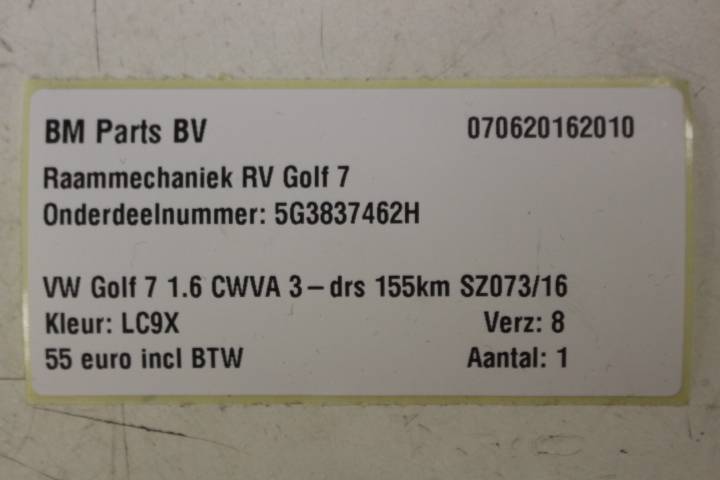 BM Parts BV 070620162010
Raammechaniek RV Golf 7
Onderdeelnummer: 5G3837462H
VW Golf 7 1.6 CWVA 3-drs 155km SZ073/16
Kleur: LC9X Verz: 8
55 euro incl BTW Aantal: 1